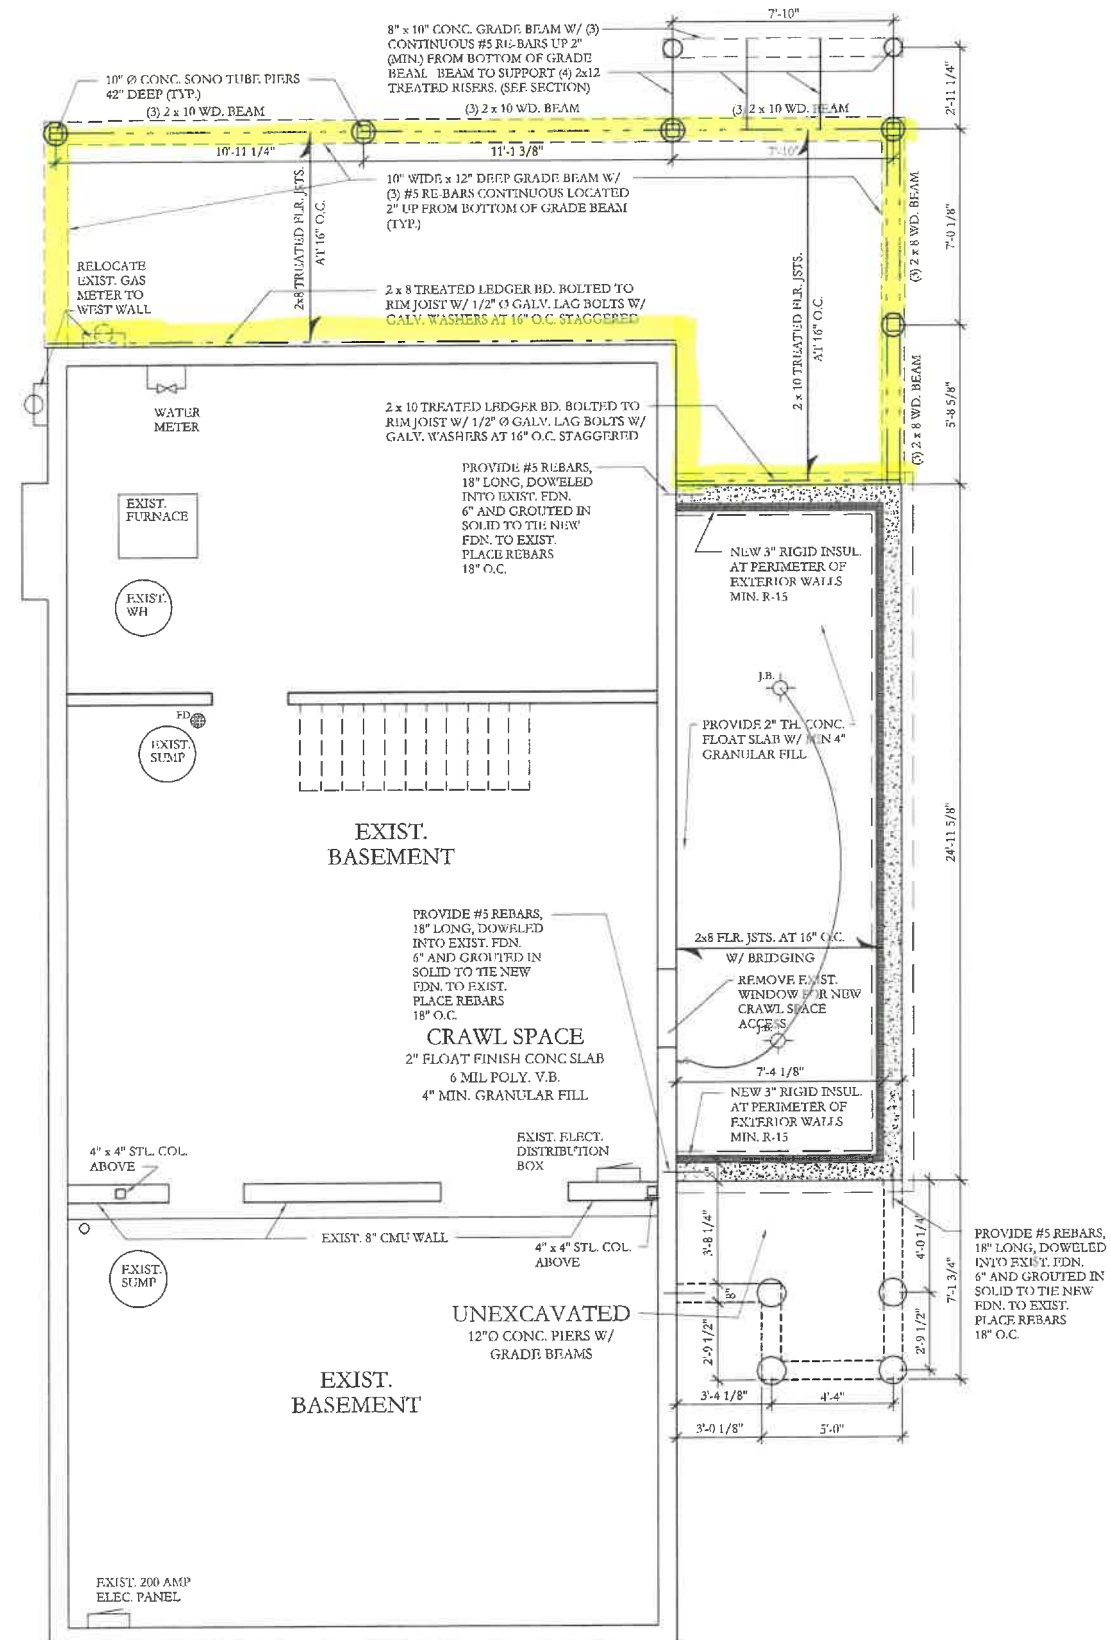 7'-10"
8" x 10" CONC. GRADE BEAM W/ (3)
CONTINUOUS #5 RE-BARS UP 2"
(MIN.) FROM BOTTOM OF GRADE
BEAM. BEAM TO SUPPORT (4) 2x12
TREATED RISERS. (SEE SECTION)
10" Ø CONC. SONO TUBE PIERS
42" DEEP (TYP.)
2'-11 1/4"
(3) 2 x 10 WD. BEAM
(3) 2 x 10 WD. BEAM
(3) 2 x 10 WD. BEAM
10'-11 1/4"
11'-1 3/8"
7'-10"
10" WIDE x 12" DEEP GRADE BEAM W/
(3) #5 RE-BARS CONTINUOUS LOCATED
2" UP FROM BOTTOM OF GRADE BEAM
(TYP.)
2x8 TREATED FLR. JSTS.
AT 16" O.C.
(3) 2 x 8 WD. BEAM
7'-0 1/8"
RELOCATE
EXIST. GAS
METER TO
WEST WALL
2 x 8 TREATED LEDGER BD. BOLTED TO
RIM JOIST W/ 1/2" Ø GALV. LAG BOLTS W/
GALV. WASHERS AT 16" O.C. STAGGERED
2 x 10 TREATED FLR. JSTS.
AT 16" O.C.
(3) 2 x 8 WD. BEAM
5'-8 5/8"
WATER
METER
2 x 10 TREATED LEDGER BD. BOLTED TO
RIM JOIST W/ 1/2" Ø GALV. LAG BOLTS W/
GALV. WASHERS AT 16" O.C. STAGGERED
PROVIDE #5 REBARS,
18" LONG, DOWELED
INTO EXIST. FDN.
6" AND GROUTED IN
SOLID TO TIE NEW
FDN. TO EXIST.
PLACE REBARS
18" O.C.
EXIST.
FURNACE
NEW 3" RIGID INSUL.
AT PERIMETER OF
EXTERIOR WALLS
MIN. R-15
EXIST.
WH
J.B.
FD
EXIST.
SUMP
PROVIDE 2" TH. CONC.
FLOAT SLAB W/ MIN 4"
GRANULAR FILL
EXIST.
BASEMENT
24'-11 5/8"
PROVIDE #5 REBARS,
18" LONG, DOWELED
INTO EXIST. FDN.
6" AND GROUTED IN
SOLID TO TIE NEW
FDN. TO EXIST.
PLACE REBARS
18" O.C.
2x8 FLR. JSTS. AT 16" O.C.
W/ BRIDGING
REMOVE EXIST.
WINDOW FOR NEW
CRAWL SPACE
ACCESS
J.B.
CRAWL SPACE
2" FLOAT FINISH CONC SLAB
6 MIL POLY. V.B.
4" MIN. GRANULAR FILL
7'-4 1/8"
NEW 3" RIGID INSUL.
AT PERIMETER OF
EXTERIOR WALLS
MIN. R-15
EXIST. ELECT.
DISTRIBUTION
BOX
4" x 4" STL. COL.
ABOVE
8"
EXIST. 8" CMU WALL
4" x 4" STL. COL.
ABOVE
3'-8 1/4"
4'-0 1/4"
7'-1 3/4"
PROVIDE #5 REBARS,
18" LONG, DOWELED
INTO EXIST. FDN.
6" AND GROUTED IN
SOLID TO TIE NEW
FDN. TO EXIST.
PLACE REBARS
18" O.C.
EXIST.
SUMP
8"
UNEXCAVATED
12"Ø CONC. PIERS W/
GRADE BEAMS
2'-9 1/2"
2'-9 1/2"
EXIST.
BASEMENT
3'-4 1/8"
4'-4"
3'-0 1/8"
5'-0"
EXIST. 200 AMP
ELEC. PANEL